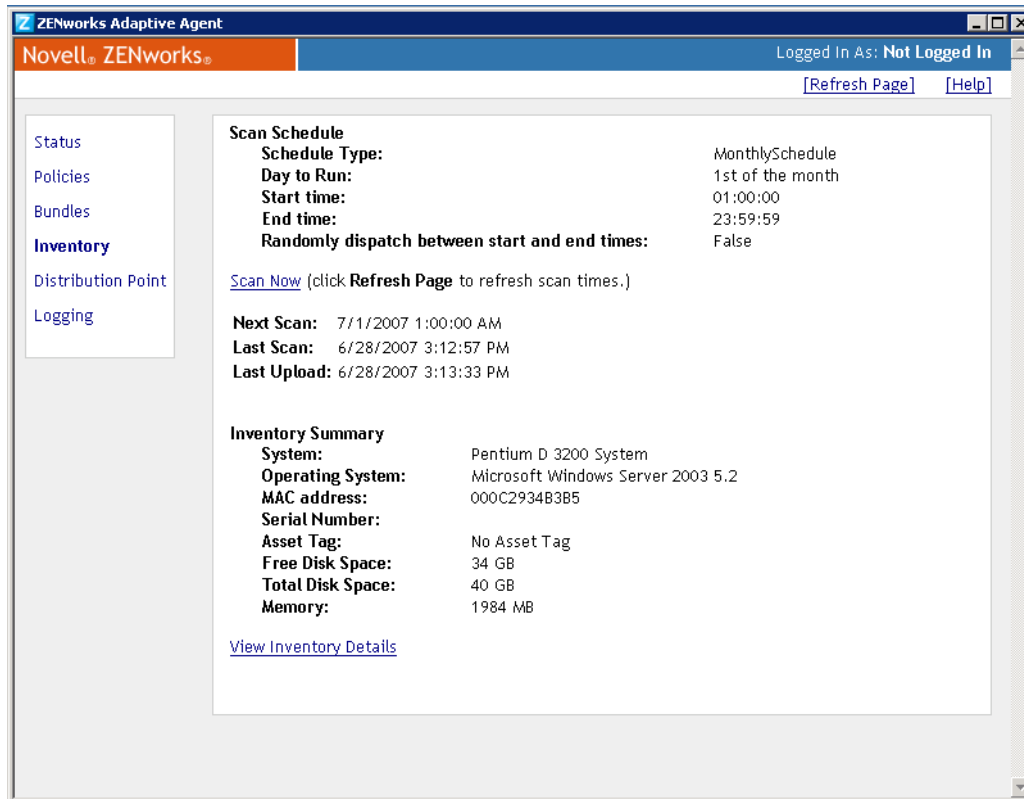 ZENworks Adaptive Agent
Novell® ZENworks®
Logged In As: Not Logged In
[Refresh Page] [Help]
Status
Policies
Bundles
Inventory
Distribution Point
Logging
Scan Schedule
Schedule Type: MonthlySchedule
Day to Run: 1st of the month
Start time: 01:00:00
End time: 23:59:59
Randomly dispatch between start and end times: False
Scan Now (click Refresh Page to refresh scan times.)
Next Scan: 7/1/2007 1:00:00 AM
Last Scan: 6/28/2007 3:12:57 PM
Last Upload: 6/28/2007 3:13:33 PM
Inventory Summary
System: Pentium D 3200 System
Operating System: Microsoft Windows Server 2003 5.2
MAC address: 000C2934B3B5
Serial Number:
Asset Tag: No Asset Tag
Free Disk Space: 34 GB
Total Disk Space: 40 GB
Memory: 1984 MB
View Inventory Details